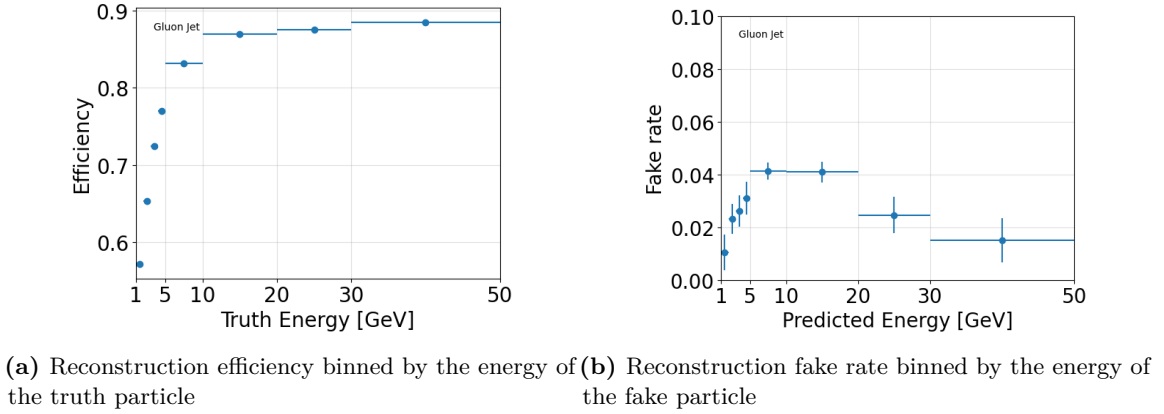 Gluon Jet
0.9
0.8
0.7
0.6
Efficiency
1 5 10 20 30 50
Truth Energy [GeV]
(a) Reconstruction efficiency binned by the energy of
the truth particle
Gluon Jet
0.10
0.08
0.06
0.04
0.02
0.00
Fake rate
1 5 10 20 30 50
Predicted Energy [GeV]
(b) Reconstruction fake rate binned by the energy of
the fake particle